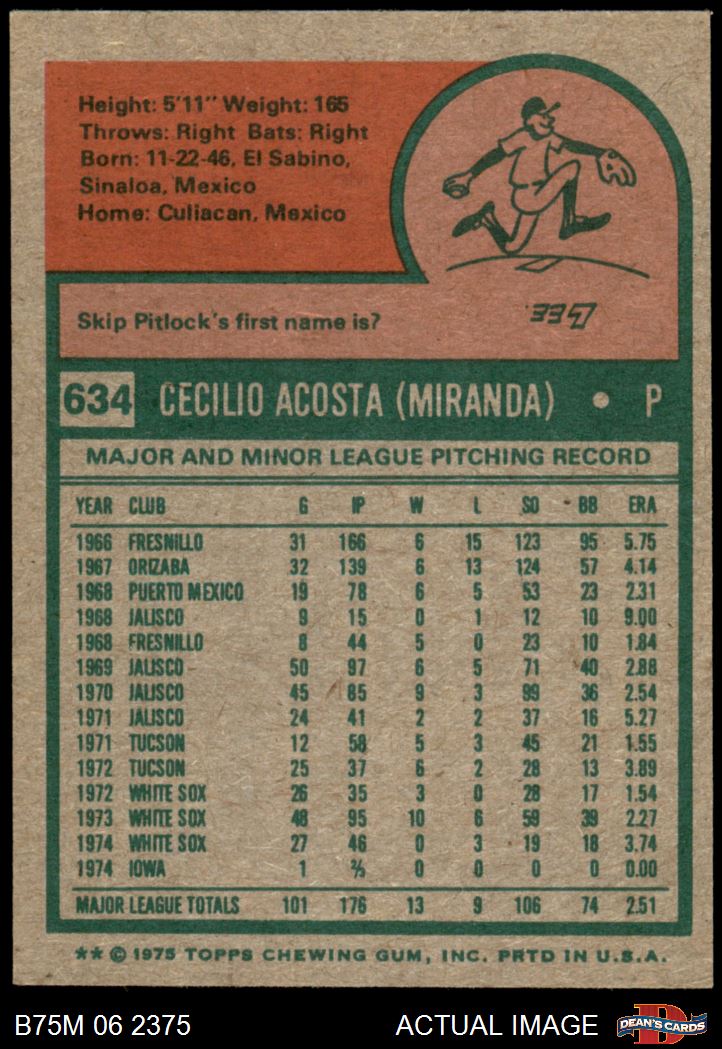 Height: 5'11" Weight: 165
Throws: Right Bats: Right
Born: 11-22-46, El Sabino,
Sinaloa, Mexico
Home: Culiacan, Mexico
Skip Pitlock's first name is?
Lee.
634 CECILIO ACOSTA (MIRANDA) • P
MAJOR AND MINOR LEAGUE PITCHING RECORD
YEAR CLUB G IP W L SO BB ERA
1966 FRESNILLO 31 166 6 15 123 95 5.75
1967 ORIZABA 32 139 6 13 124 57 4.14
1968 PUERTO MEXICO 19 78 6 5 53 23 2.31
1968 JALISCO 9 15 0 1 12 10 9.00
1968 FRESNILLO 8 44 5 0 23 10 1.84
1969 JALISCO 50 97 6 5 71 40 2.88
1970 JALISCO 45 85 9 3 99 36 2.54
1971 JALISCO 24 41 2 2 37 16 5.27
1971 TUCSON 12 58 5 3 45 21 1.55
1972 TUCSON 25 37 6 2 28 13 3.89
1972 WHITE SOX 26 35 3 0 28 17 1.54
1973 WHITE SOX 48 95 10 6 59 39 2.27
1974 WHITE SOX 27 46 0 3 19 18 3.74
1974 IOWA 1 ⅔ 0 0 0 0 0.00
MAJOR LEAGUE TOTALS 101 176 13 9 106 74 2.51
** © 1975 TOPPS CHEWING GUM, INC. PRTD IN U.S.A.
B75M 06 2375 ACTUAL IMAGE D DEAN'S CARDS